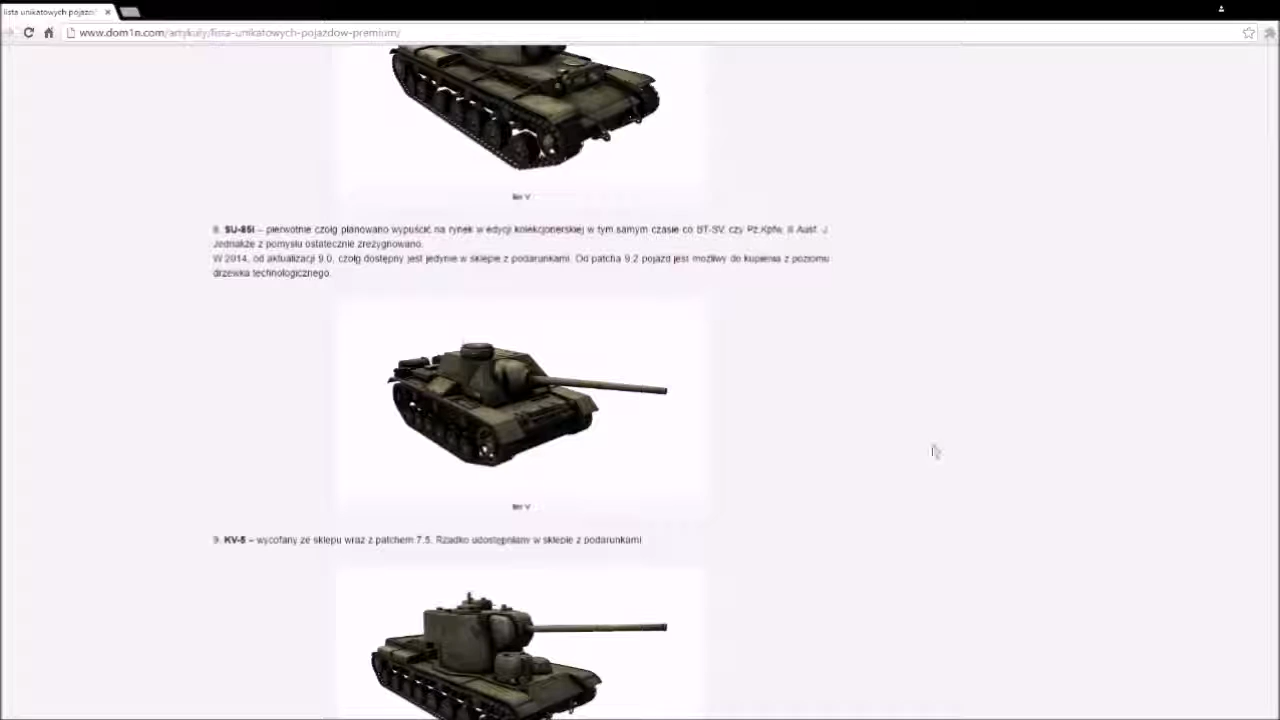 lista unikatowych pojazd
www.dom1n.com/artykuly/lista-unikatowych-pojazdow-premium/
tier V
8. SU-85I – pierwotnie czołg planowano wypuścić na rynek w edycji kolekcjonerskiej w tym samym czasie co BT-SV, czy Pz.Kpfw. III Ausf. J.
Jednakże z pomysłu ostatecznie zrezygnowano.
W 2014, od aktualizacji 9.0, czołg dostępny jest jedynie w sklepie z podarunkami. Od patcha 9.2 pojazd jest możliwy do kupienia z poziomu
drzewka technologicznego.
tier V
9. KV-5 – wycofany ze sklepu wraz z patchem 7.5. Rzadko udostępniany w sklepie z podarunkami